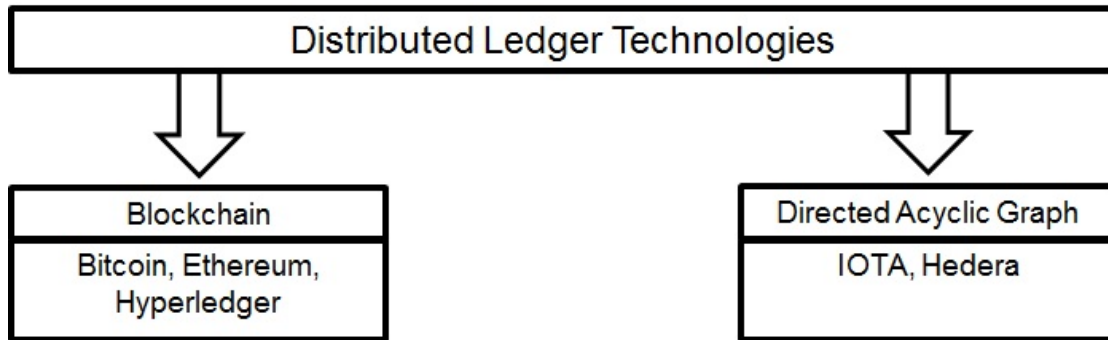 Distributed Ledger Technologies
Blockchain
Bitcoin, Ethereum,
Hyperledger
Directed Acyclic Graph
IOTA, Hedera